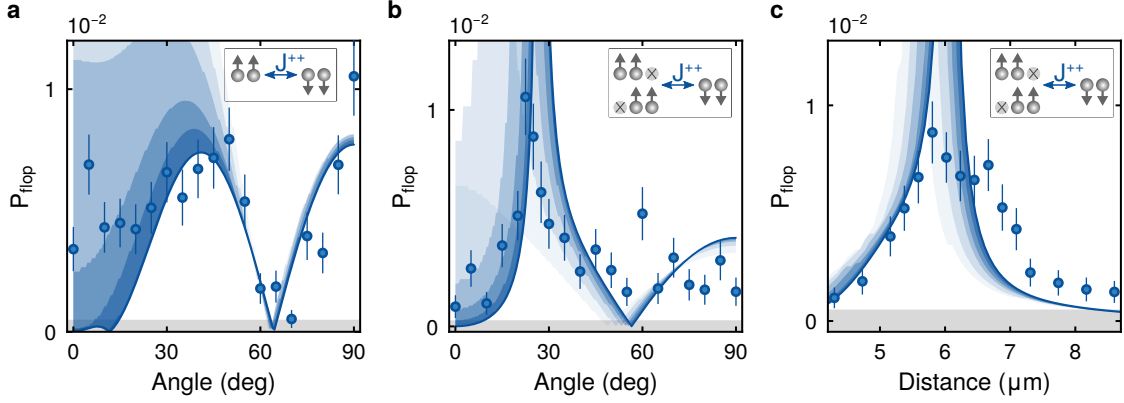 a
10⁻²
P_flop
1
0
0 30 60 90
Angle (deg)
J⁺⁺
b
10⁻²
P_flop
1
0
0 30 60 90
Angle (deg)
X
X
J⁺⁺
c
10⁻²
P_flop
1
0
5 6 7 8
Distance (μm)
X
X
J⁺⁺